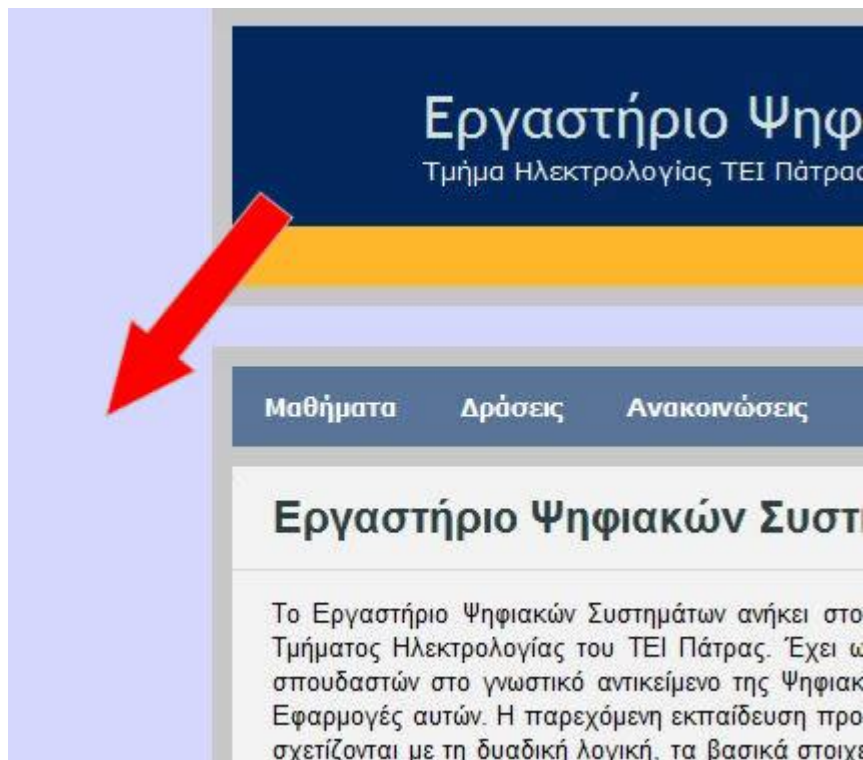 Εργαστήριο Ψηφ
Τμήμα Ηλεκτρολογίας ΤΕΙ Πάτρας
Μαθήματα Δράσεις Ανακοινώσεις
Εργαστήριο Ψηφιακών Συστ
Το Εργαστήριο Ψηφιακών Συστημάτων ανήκει στο
Τμήματος Ηλεκτρολογίας του ΤΕΙ Πάτρας. Έχει ω
σπουδαστών στο γνωστικό αντικείμενο της Ψηφιακ
Εφαρμογές αυτών. Η παρεχόμενη εκπαίδευση προ
σχετίζονται με τη δυαδική λογική, τα βασικά στοιχε